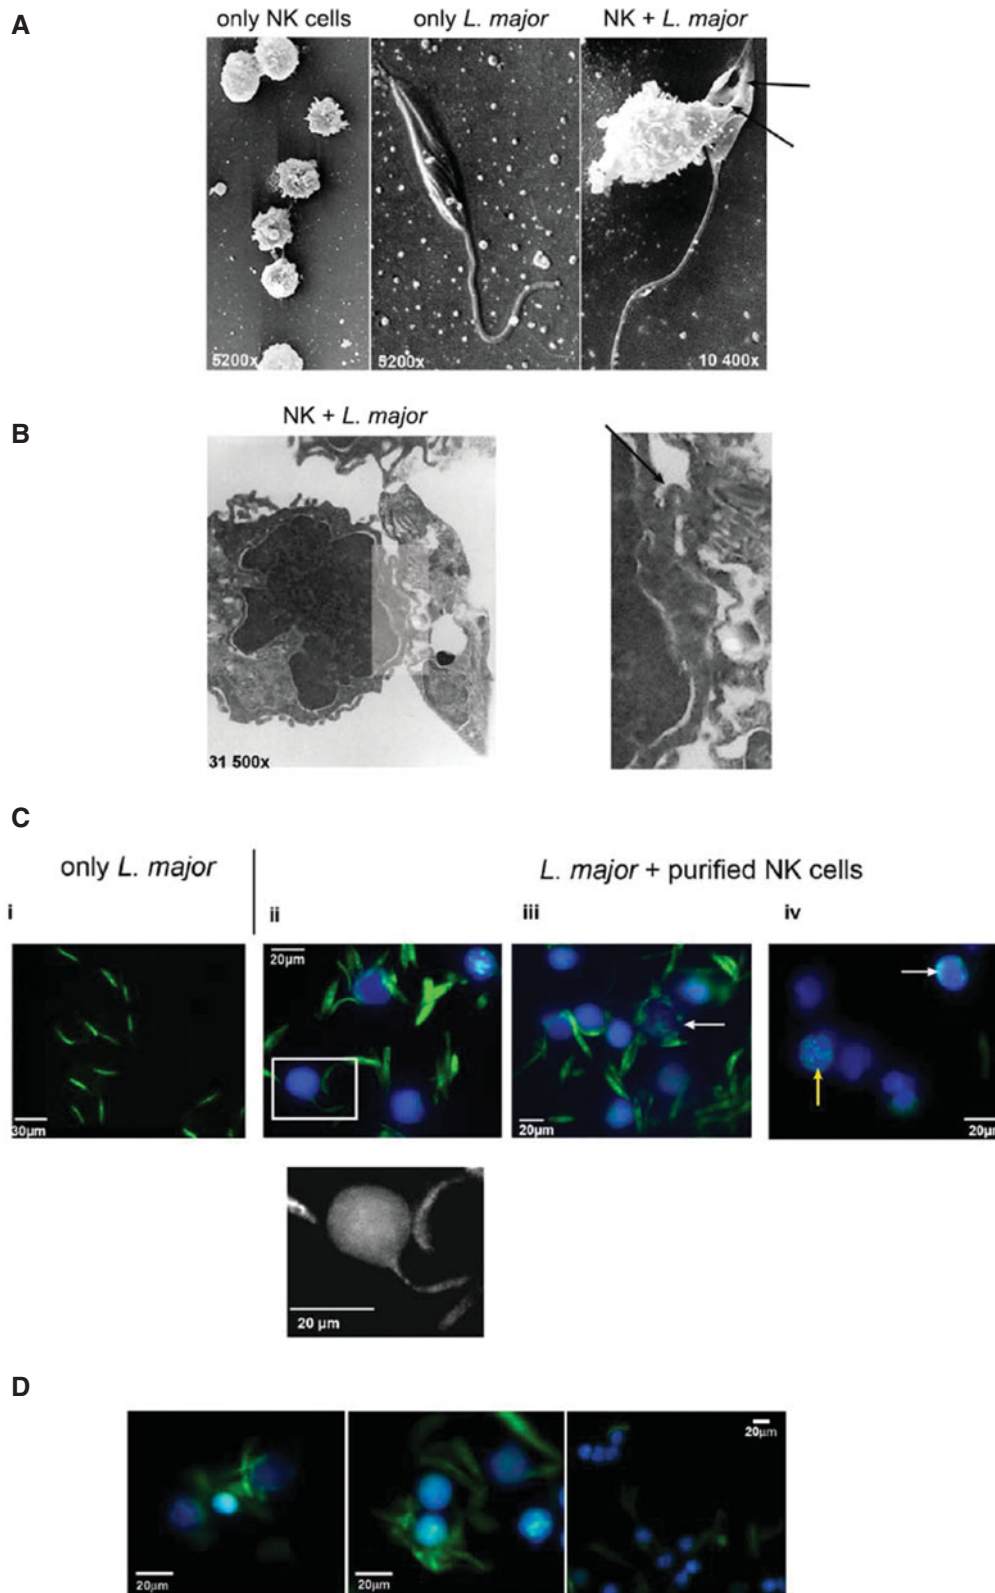 A
only NK cells
only L. major
NK + L. major
5200x
5200x
10 400x
B
NK + L. major
31 500x
C
only L. major
L. major + purified NK cells
i
ii
iii
iv
20µm
30µm
20µm
20µm
20 µm
D
20µm
20µm
20µm